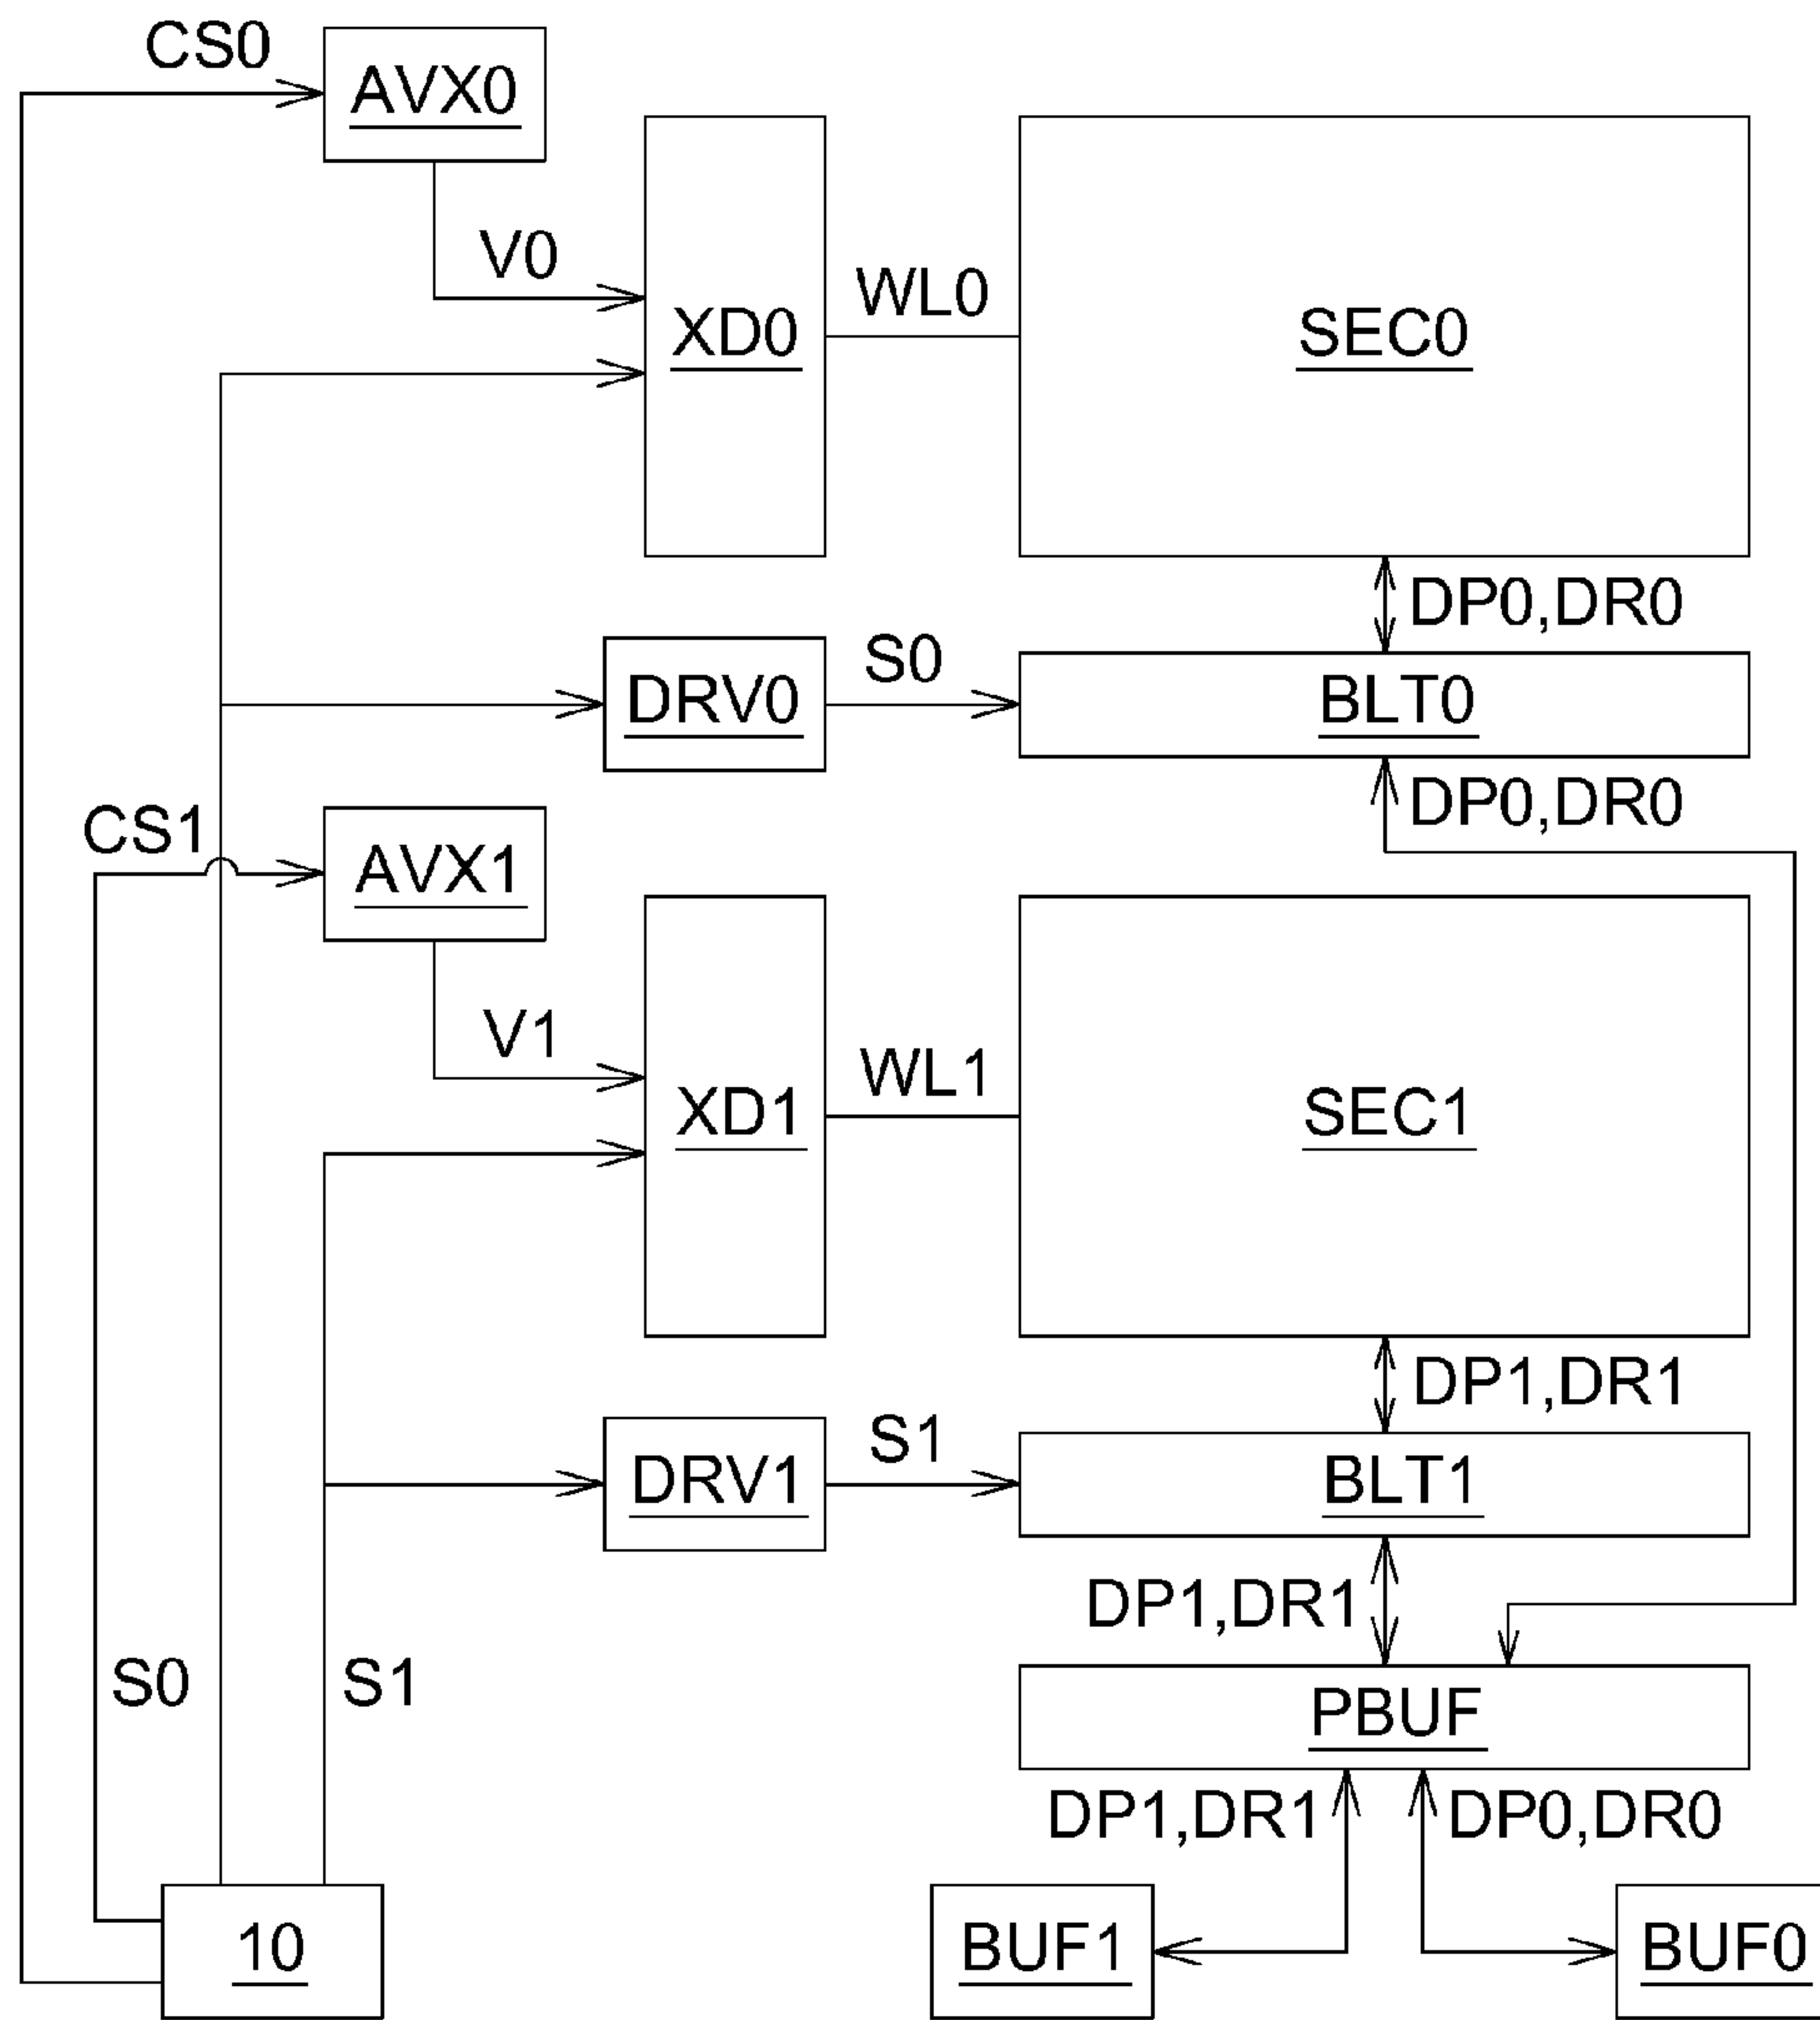 CS0
AVX0
V0
XD0
WL0
SEC0
DP0,DR0
DRV0
S0
BLT0
DP0,DR0
CS1
AVX1
V1
XD1
WL1
SEC1
DP1,DR1
DRV1
S1
BLT1
DP1,DR1
S0
S1
PBUF
DP1,DR1
DP0,DR0
10
BUF1
BUF0